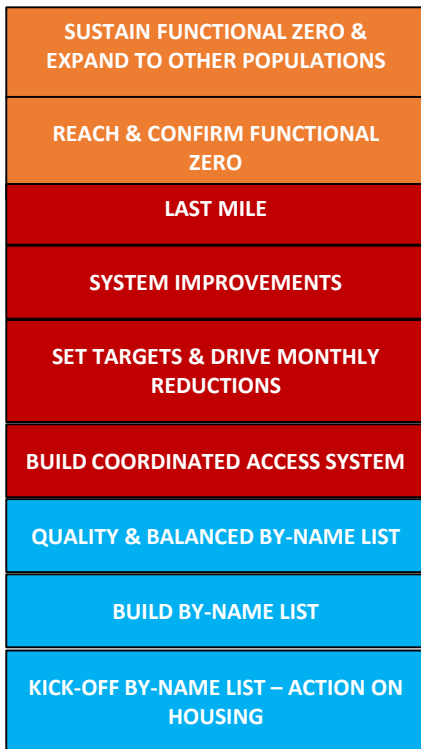 SUSTAIN FUNCTIONAL ZERO &
EXPAND TO OTHER POPULATIONS
REACH & CONFIRM FUNCTIONAL
ZERO
LAST MILE
SYSTEM IMPROVEMENTS
SET TARGETS & DRIVE MONTHLY
REDUCTIONS
BUILD COORDINATED ACCESS SYSTEM
QUALITY & BALANCED BY-NAME LIST
BUILD BY-NAME LIST
KICK-OFF BY-NAME LIST – ACTION ON
HOUSING